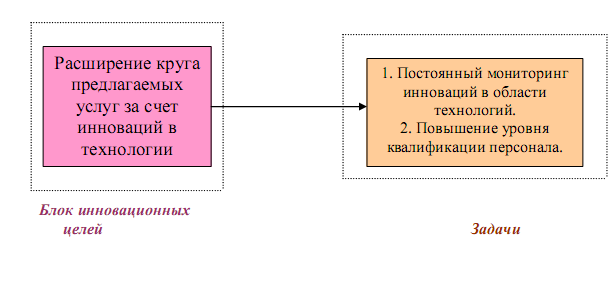 Расширение круга
предлагаемых
услуг за счет
инноваций в
технологии
1. Постоянный мониторинг
инноваций в области
технологий.
2. Повышение уровня
квалификации персонала.
Блок инновационных
целей
Задачи